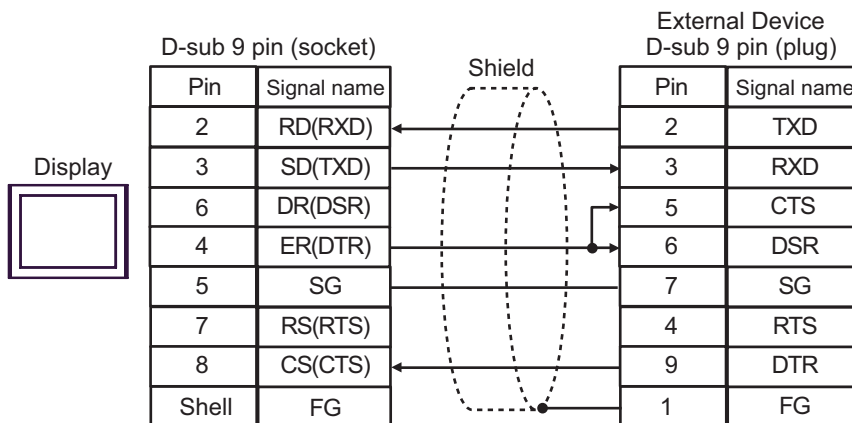 External Device
D-sub 9 pin (socket)
D-sub 9 pin (plug)
Shield
Display
Pin Signal name Pin Signal name
2 RD(RXD) 2 TXD
3 SD(TXD) 3 RXD
6 DR(DSR) 5 CTS
4 ER(DTR) 6 DSR
5 SG 7 SG
7 RS(RTS) 4 RTS
8 CS(CTS) 9 DTR
Shell FG 1 FG